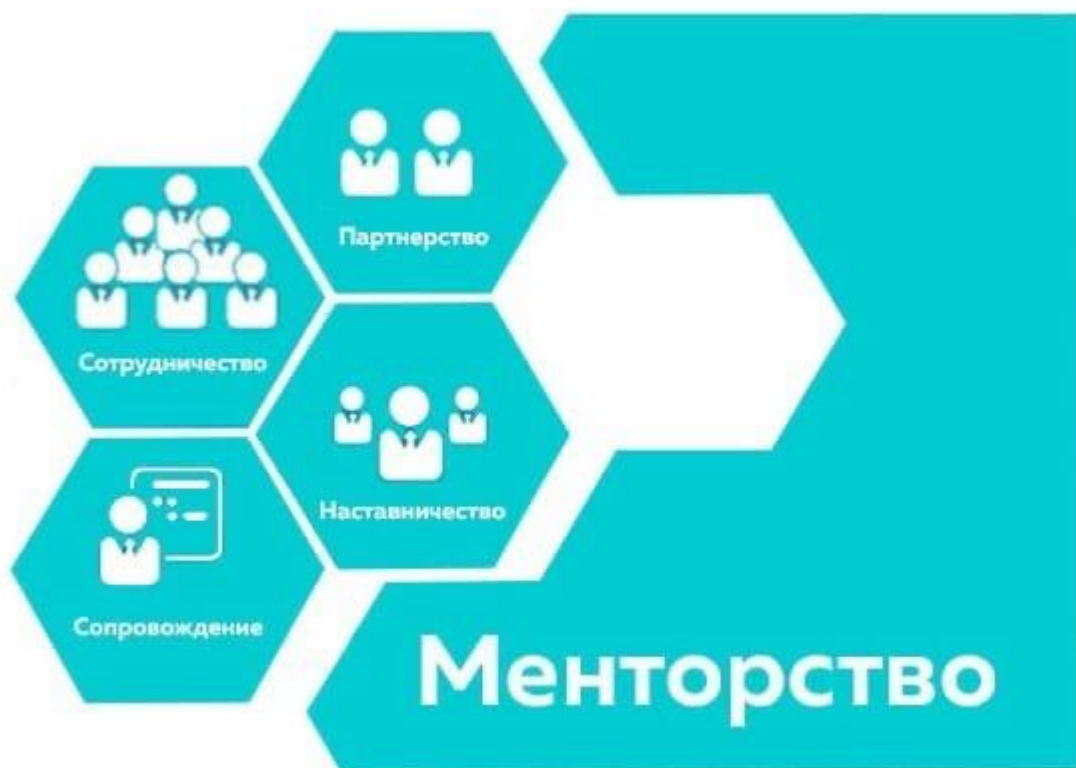 Партнерство
Сотрудничество
Наставничество
Сопровождение
Менторство